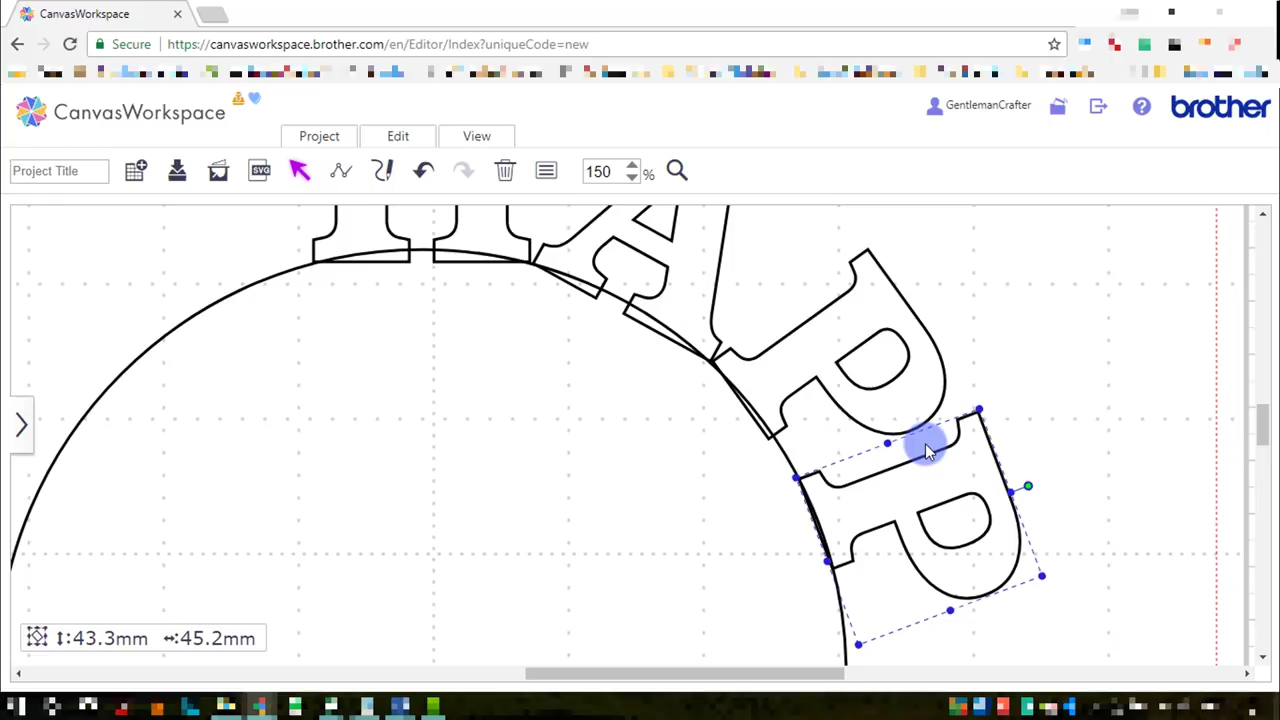 CanvasWorkspace
Secure https://canvasworkspace.brother.com/en/Editor/Index?uniqueCode=new
CanvasWorkspace
GentlemanCrafter
brother
Project Edit View
Project Title
SVG
150 %
H A P P
43.3mm 45.2mm